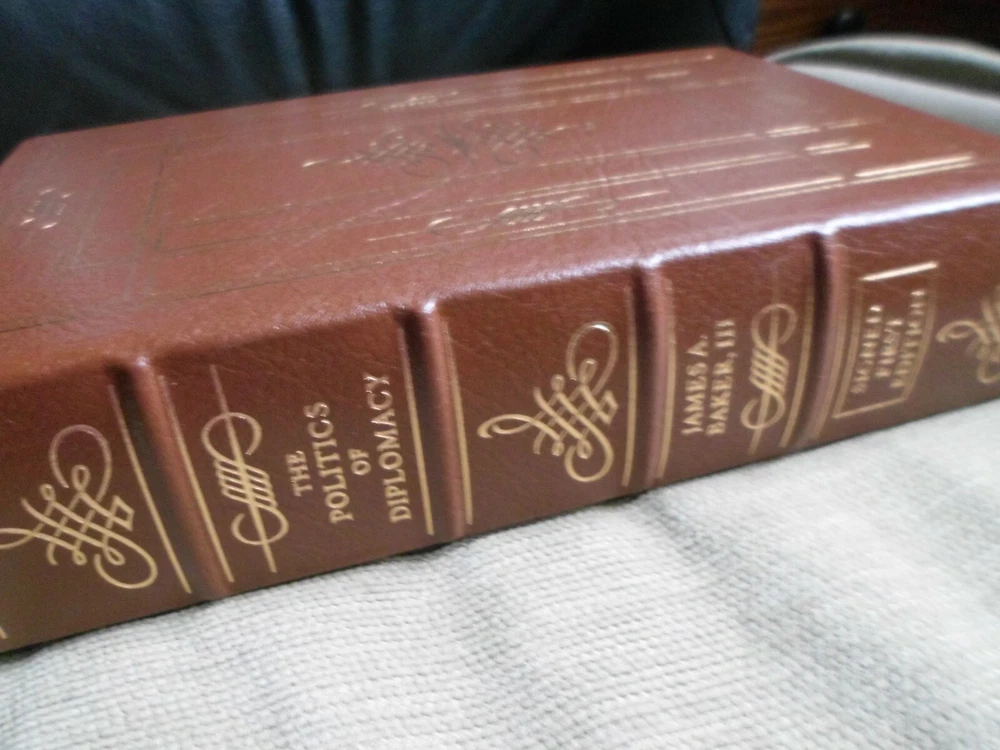 THE
POLITICS
OF
DIPLOMACY
JAMES A.
BAKER, III
SIGNED
FIRST
EDITION